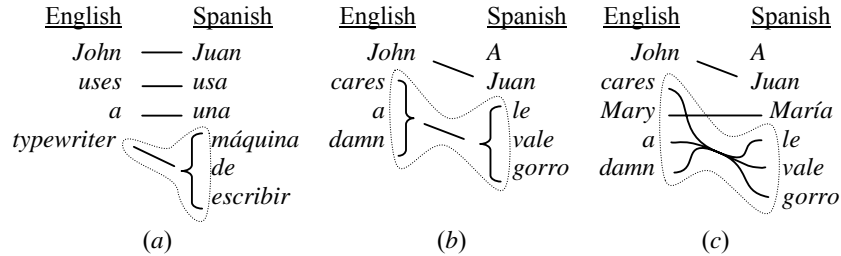 English Spanish English Spanish English Spanish
John Juan John A John A
uses usa cares Juan cares Juan
a una a le Mary María
typewriter máquina damn vale a le
de gorro damn vale
escribir gorro
(a) (b) (c)